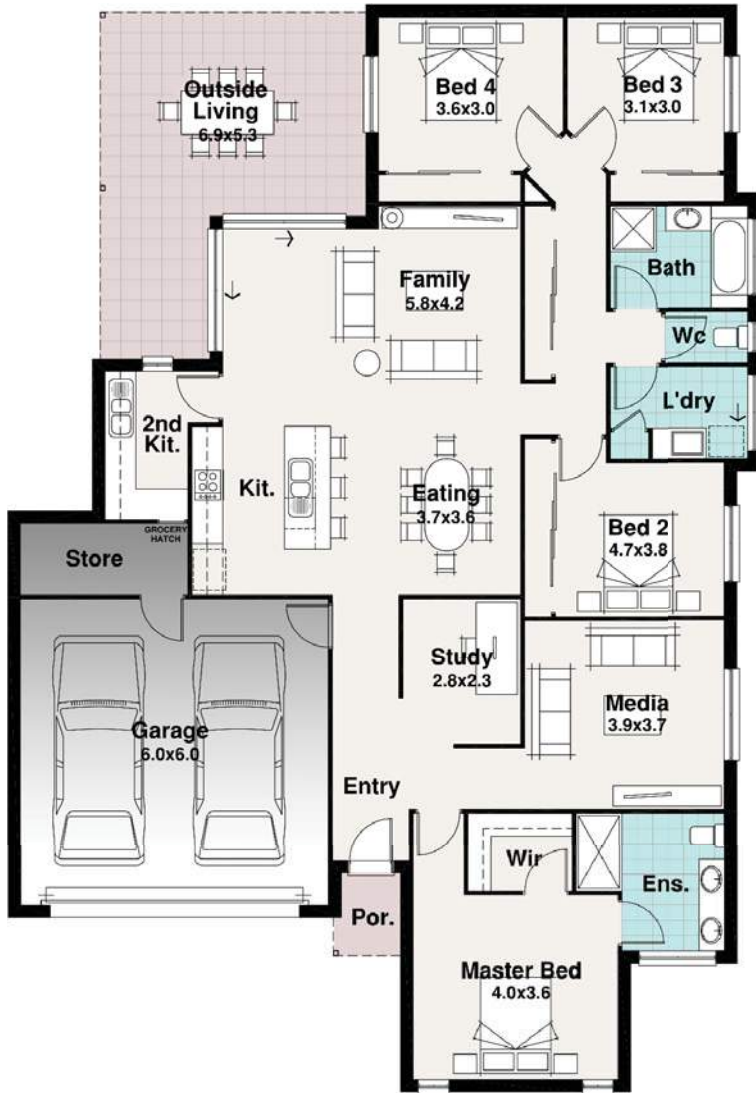 Outside
Living
6.9x5.3
Bed 4
3.6x3.0
Bed 3
3.1x3.0
Family
5.8x4.2
Bath
Wc
L'dry
2nd
Kit.
Kit.
Eating
3.7x3.6
Bed 2
4.7x3.8
GROCERY
HATCH
Store
Study
2.8x2.3
Media
3.9x3.7
Garage
6.0x6.0
Entry
Wir
Ens.
Por.
Master Bed
4.0x3.6